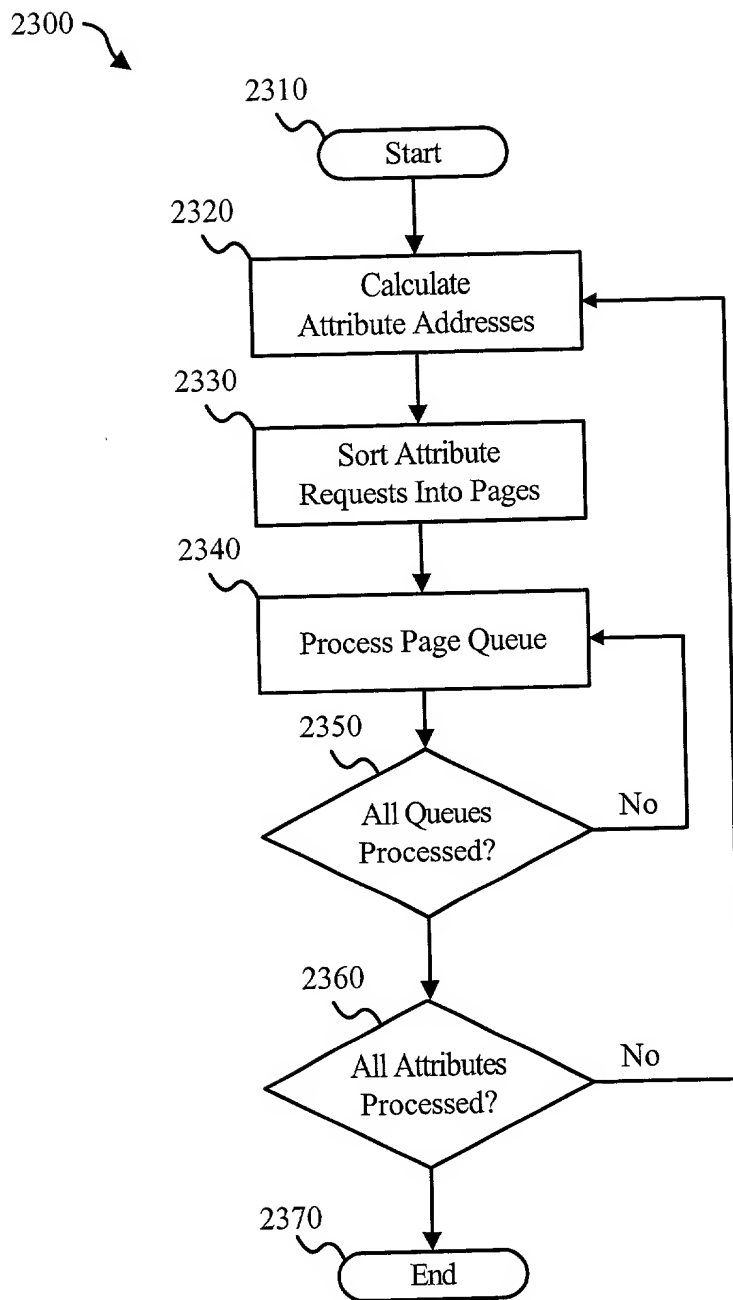 2300
2310
Start
2320
Calculate
Attribute Addresses
2330
Sort Attribute
Requests Into Pages
2340
Process Page Queue
2350
All Queues
Processed?
No
2360
All Attributes
Processed?
No
2370
End